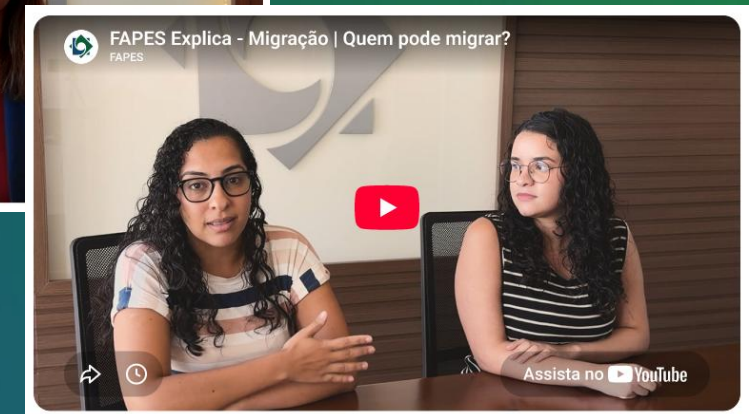 FAPES Explica - Migração | Quem pode migrar?
FAPES
Assista no YouTube